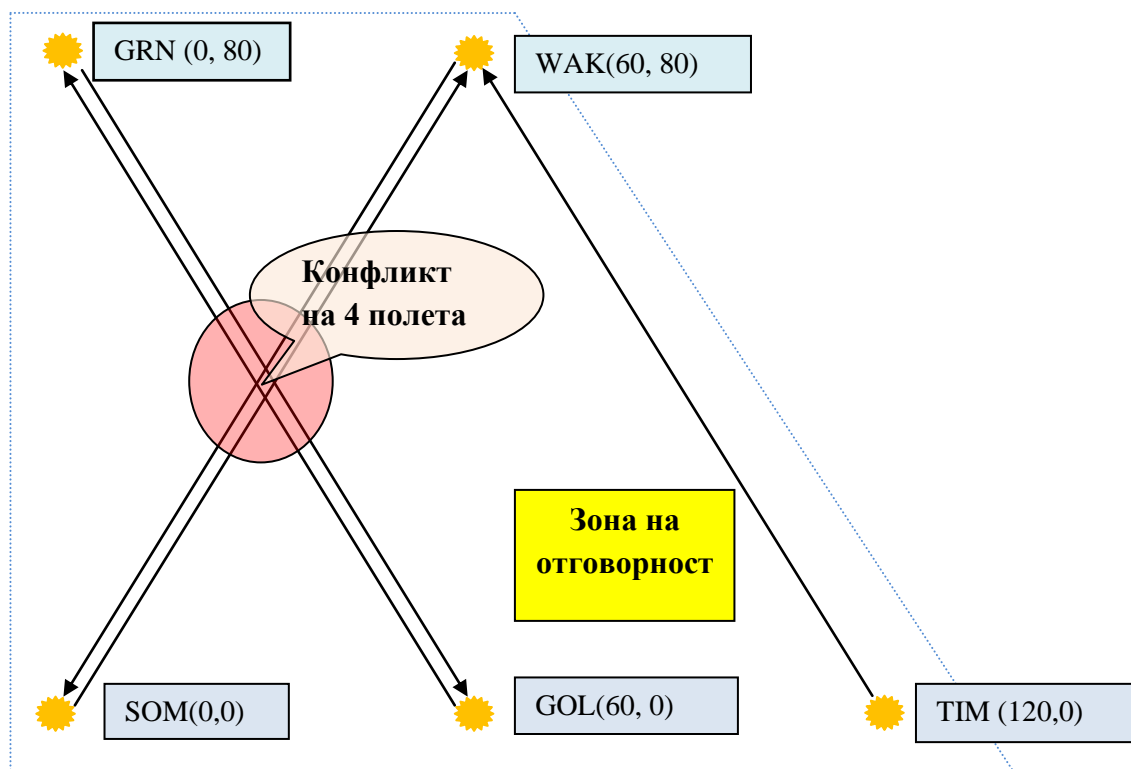 GRN (0, 80)
WAK(60, 80)
Конфликт
на 4 полета
Зона на
отговорност
SOM(0,0)
GOL(60, 0)
TIM (120,0)